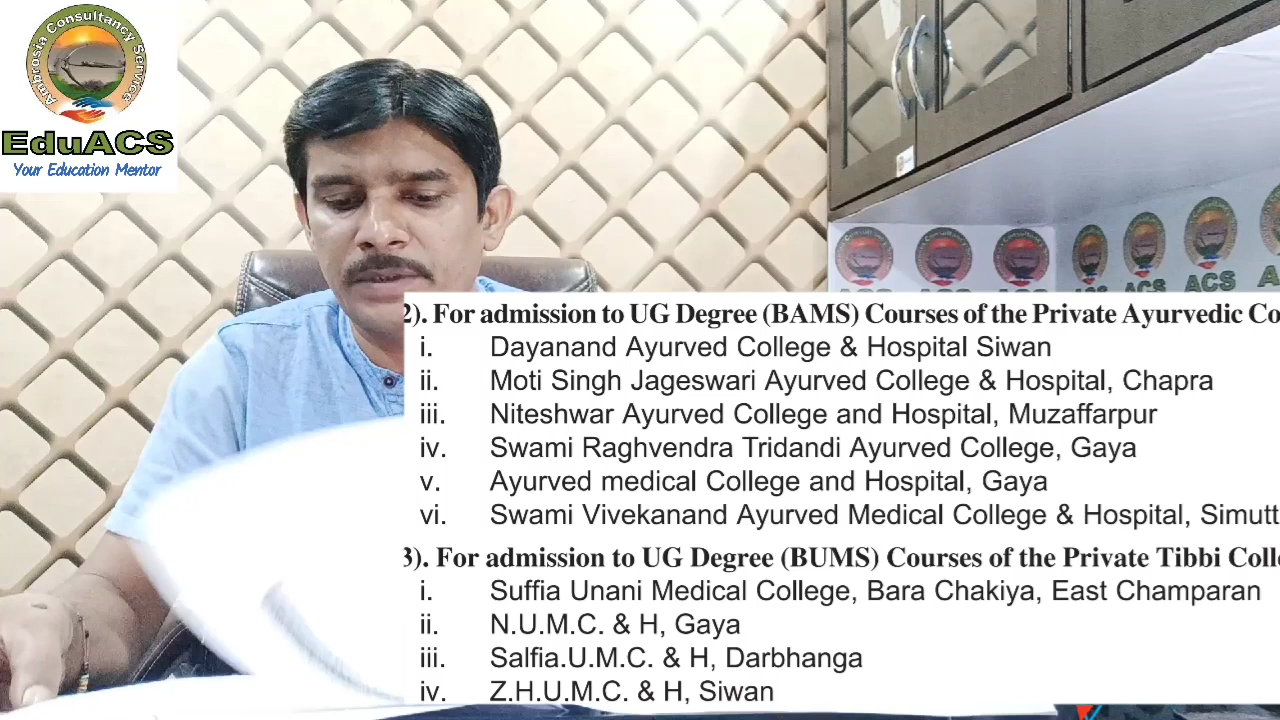 Ambrosia Consultancy Service
EduACS
Your Education Mentor
2). For admission to UG Degree (BAMS) Courses of the Private Ayurvedic Co
i. Dayanand Ayurved College & Hospital Siwan
ii. Moti Singh Jageswari Ayurved College & Hospital, Chapra
iii. Niteshwar Ayurved College and Hospital, Muzaffarpur
iv. Swami Raghvendra Tridandi Ayurved College, Gaya
v. Ayurved medical College and Hospital, Gaya
vi. Swami Vivekanand Ayurved Medical College & Hospital, Simutt
3). For admission to UG Degree (BUMS) Courses of the Private Tibbi Colle
i. Suffia Unani Medical College, Bara Chakiya, East Champaran
ii. N.U.M.C. & H, Gaya
iii. Salfia.U.M.C. & H, Darbhanga
iv. Z.H.U.M.C. & H, Siwan
ACS
ACS